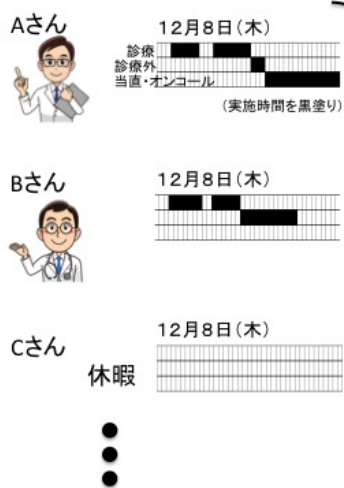 Aさん
12月8日(木)
診療
診療外
当直・オンコール
(実施時間を黒塗り)
Bさん
12月8日(木)
Cさん
12月8日(木)
休暇